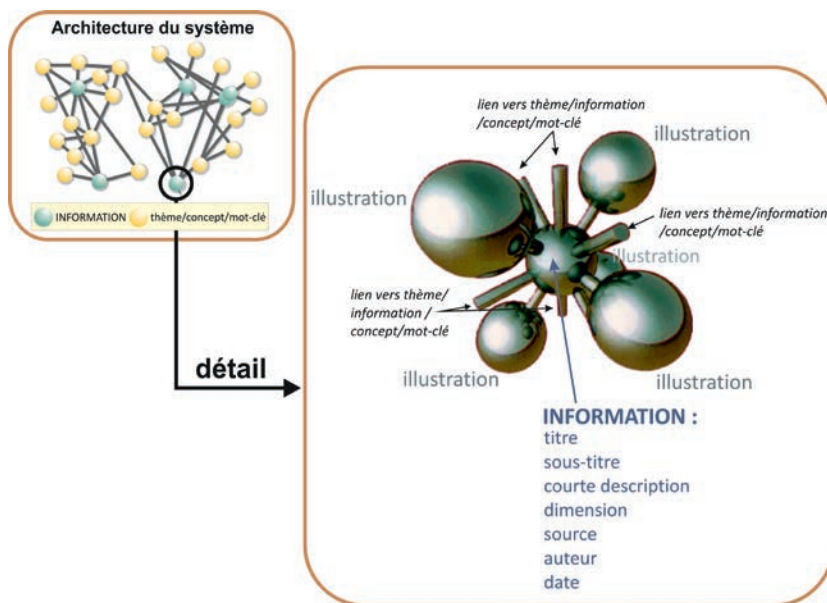 Architecture du système
INFORMATION
thème/concept/mot-clé
détail
lien vers thème/information
/concept/mot-clé
illustration
illustration
lien vers thème/information
/concept/mot-clé
illustration
lien vers thème/
information /
concept/mot-clé
illustration
illustration
INFORMATION :
titre
sous-titre
courte description
dimension
source
auteur
date